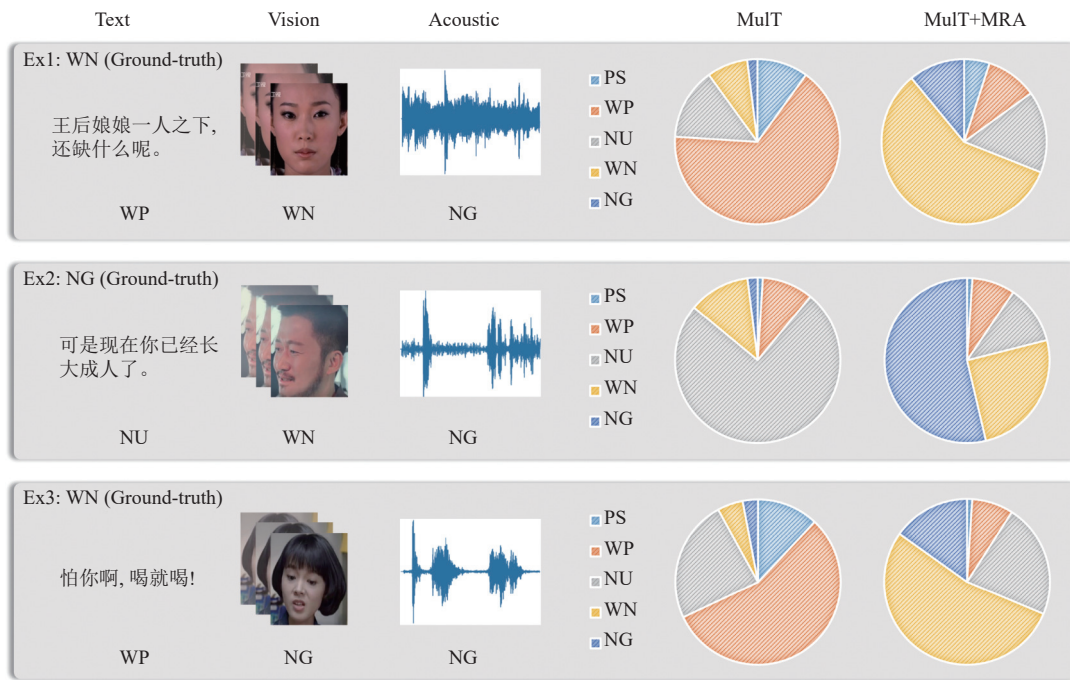 Text Vision Acoustic MulT MulT+MRA
Ex1: WN (Ground-truth)
王后娘娘一人之下,
还缺什么呢。
WP WN NG
PS
WP
NU
WN
NG
Ex2: NG (Ground-truth)
可是现在你已经长
大成人了。
NU WN NG
PS
WP
NU
WN
NG
Ex3: WN (Ground-truth)
怕你啊, 喝就喝!
WP NG NG
PS
WP
NU
WN
NG